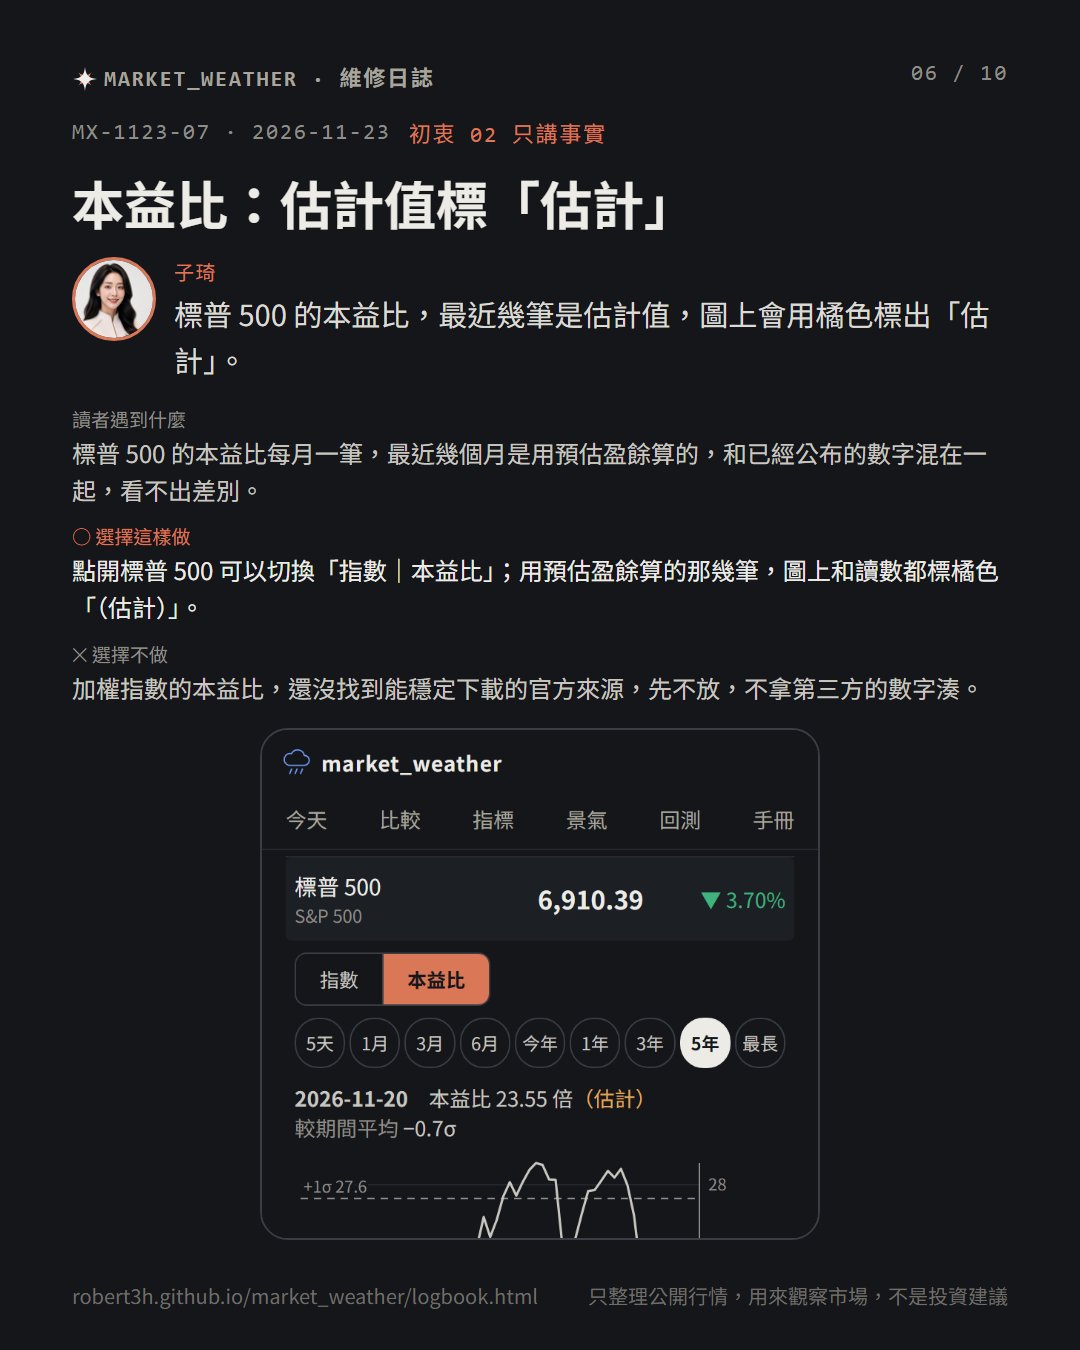 MARKET_WEATHER · 維修日誌
06 / 10
MX-1123-07 · 2026-11-23 初衷 02 只講事實
本益比：估計值標「估計」
子琦
標普 500 的本益比，最近幾筆是估計值，圖上會用橘色標出「估
計」。
讀者遇到什麼
標普 500 的本益比每月一筆，最近幾個月是用預估盈餘算的，和已經公布的數字混在一
起，看不出差別。
○ 選擇這樣做
點開標普 500 可以切換「指數｜本益比」；用預估盈餘算的那幾筆，圖上和讀數都標橘色
「（估計）」。
✕ 選擇不做
加權指數的本益比，還沒找到能穩定下載的官方來源，先不放，不拿第三方的數字湊。
market_weather
今天 比較 指標 景氣 回測 手冊
標普 500
S&P 500
6,910.39
▼ 3.70%
指數 本益比
5天 1月 3月 6月 今年 1年 3年 5年 最長
2026-11-20 本益比 23.55 倍（估計）
較期間平均 −0.7σ
+1σ 27.6
28
robert3h.github.io/market_weather/logbook.html
只整理公開行情，用來觀察市場，不是投資建議